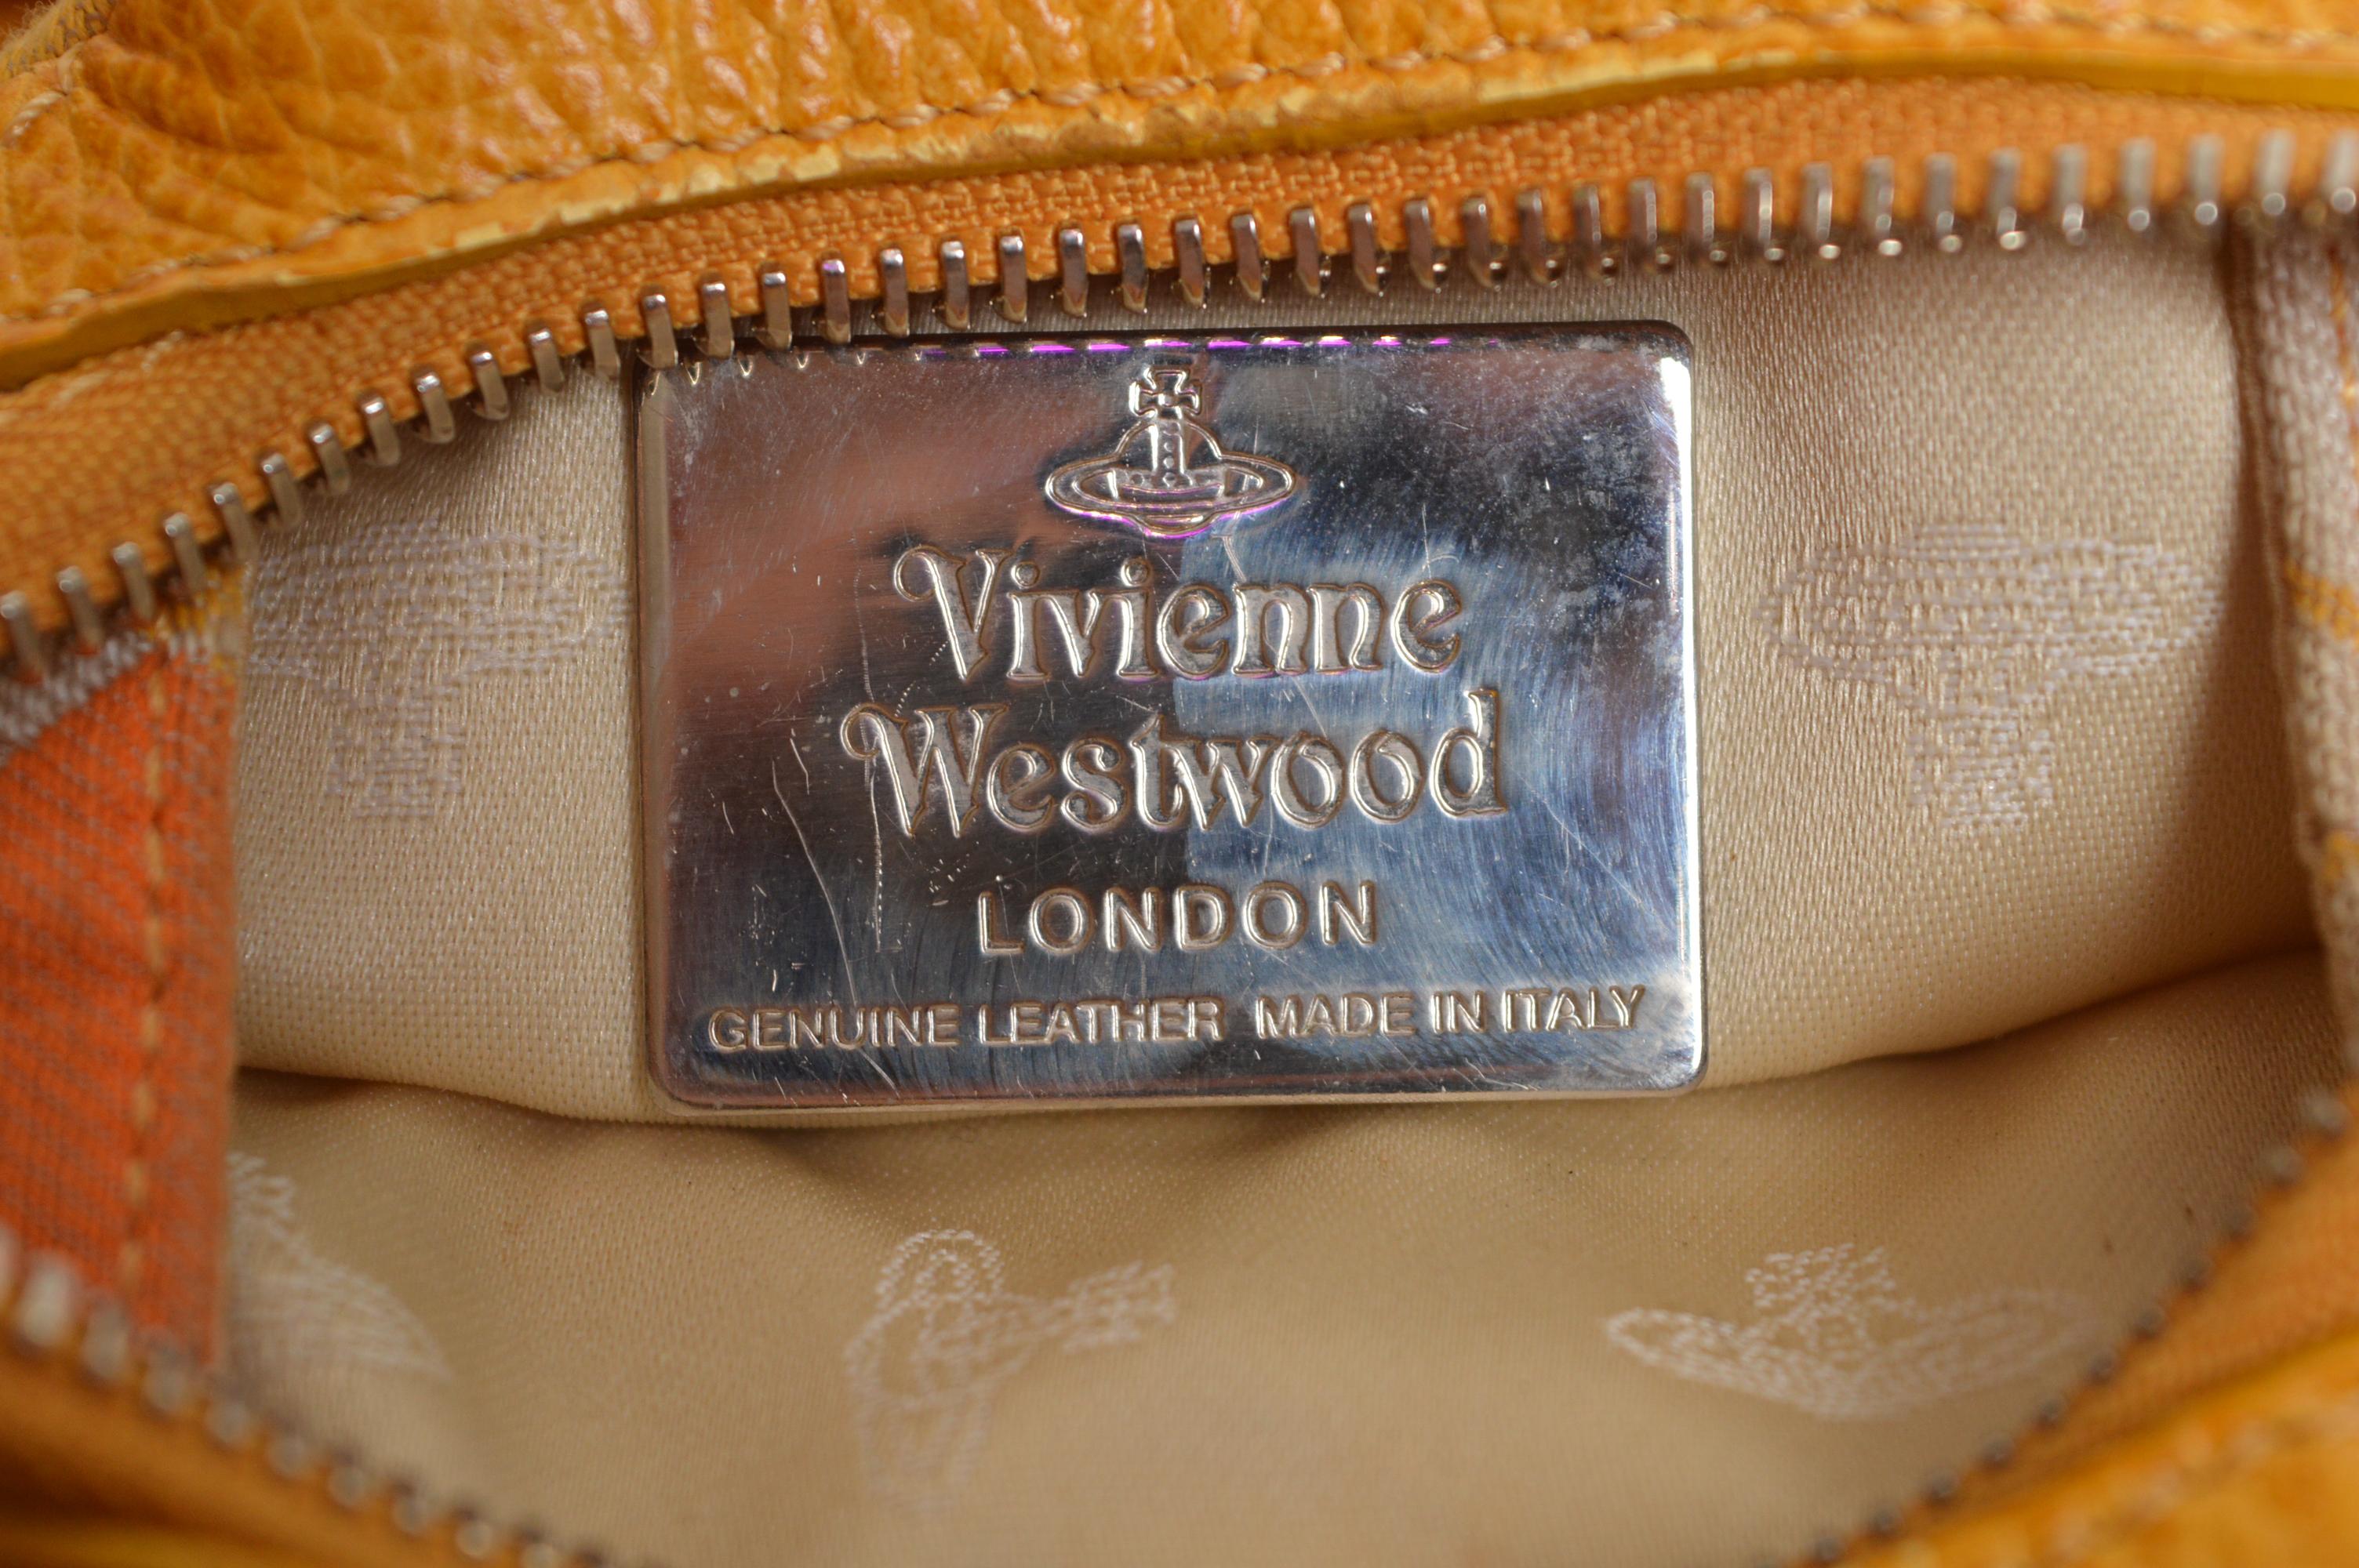 Vivienne
Westwood
LONDON
GENUINE LEATHER MADE IN ITALY